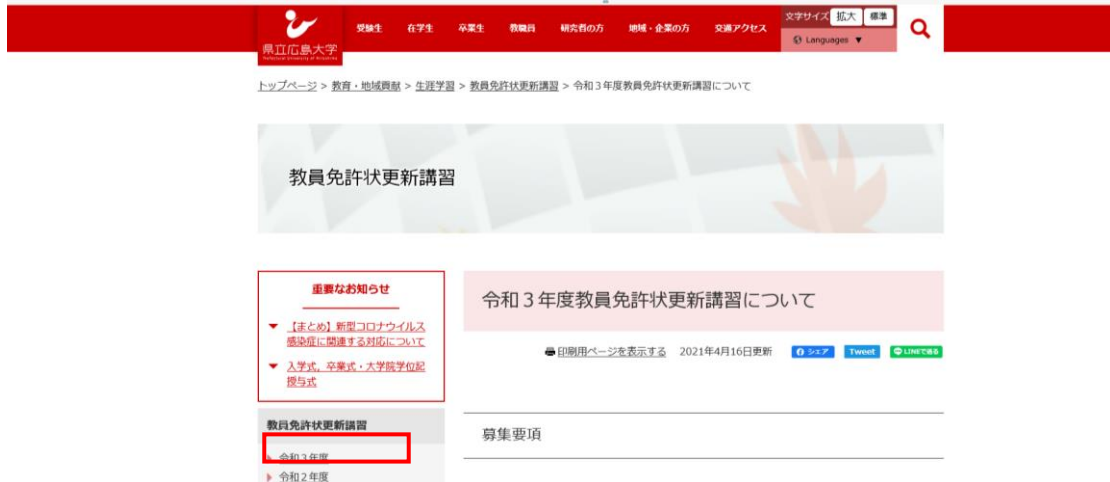 受験生 在学生 卒業生 教職員 研究者の方 地域・企業の方 交通アクセス
文字サイズ 拡大 標準
Languages ▼
県立広島大学
トップページ > 教育・地域貢献 > 生涯学習 > 教員免許状更新講習 > 令和3年度教員免許状更新講習について
教員免許状更新講習
重要なお知らせ
【まとめ】新型コロナウイルス
感染症に関連する対応について
入学式，卒業式・大学院学位記
授与式
教員免許状更新講習
令和3年度
令和2年度
令和3年度教員免許状更新講習について
印刷用ページを表示する 2021年4月16日更新 シェア Tweet LINEで送る
募集要項